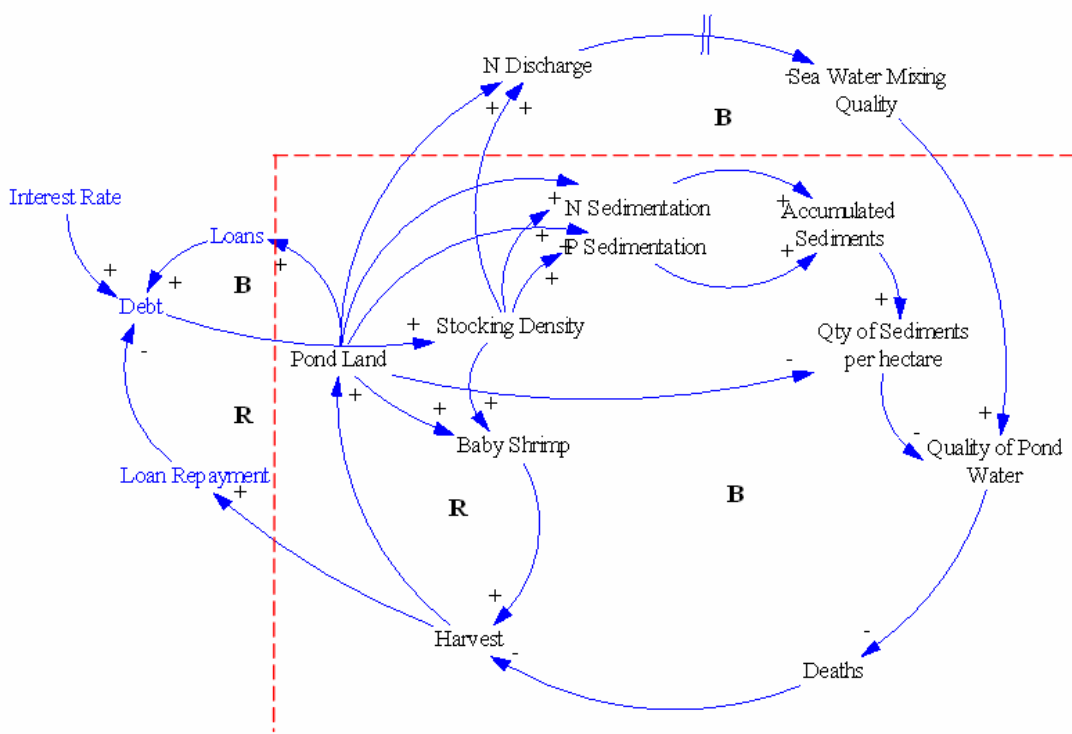 N Discharge
-
Sea Water Mixing
Quality
+ +
B
Interest Rate
N Sedimentation
+
+
Accumulated
Sediments
Loans
+
+
P Sedimentation
+
+
+
+
B
+
+
Debt
+
Stocking Density
+
Qty of Sediments
per hectare
-
Pond Land
-
+
+
+
R
Baby Shrimp
-
+
Quality of Pond
Water
Loan Repayment
+
R
B
+
Harvest
-
-
Deaths